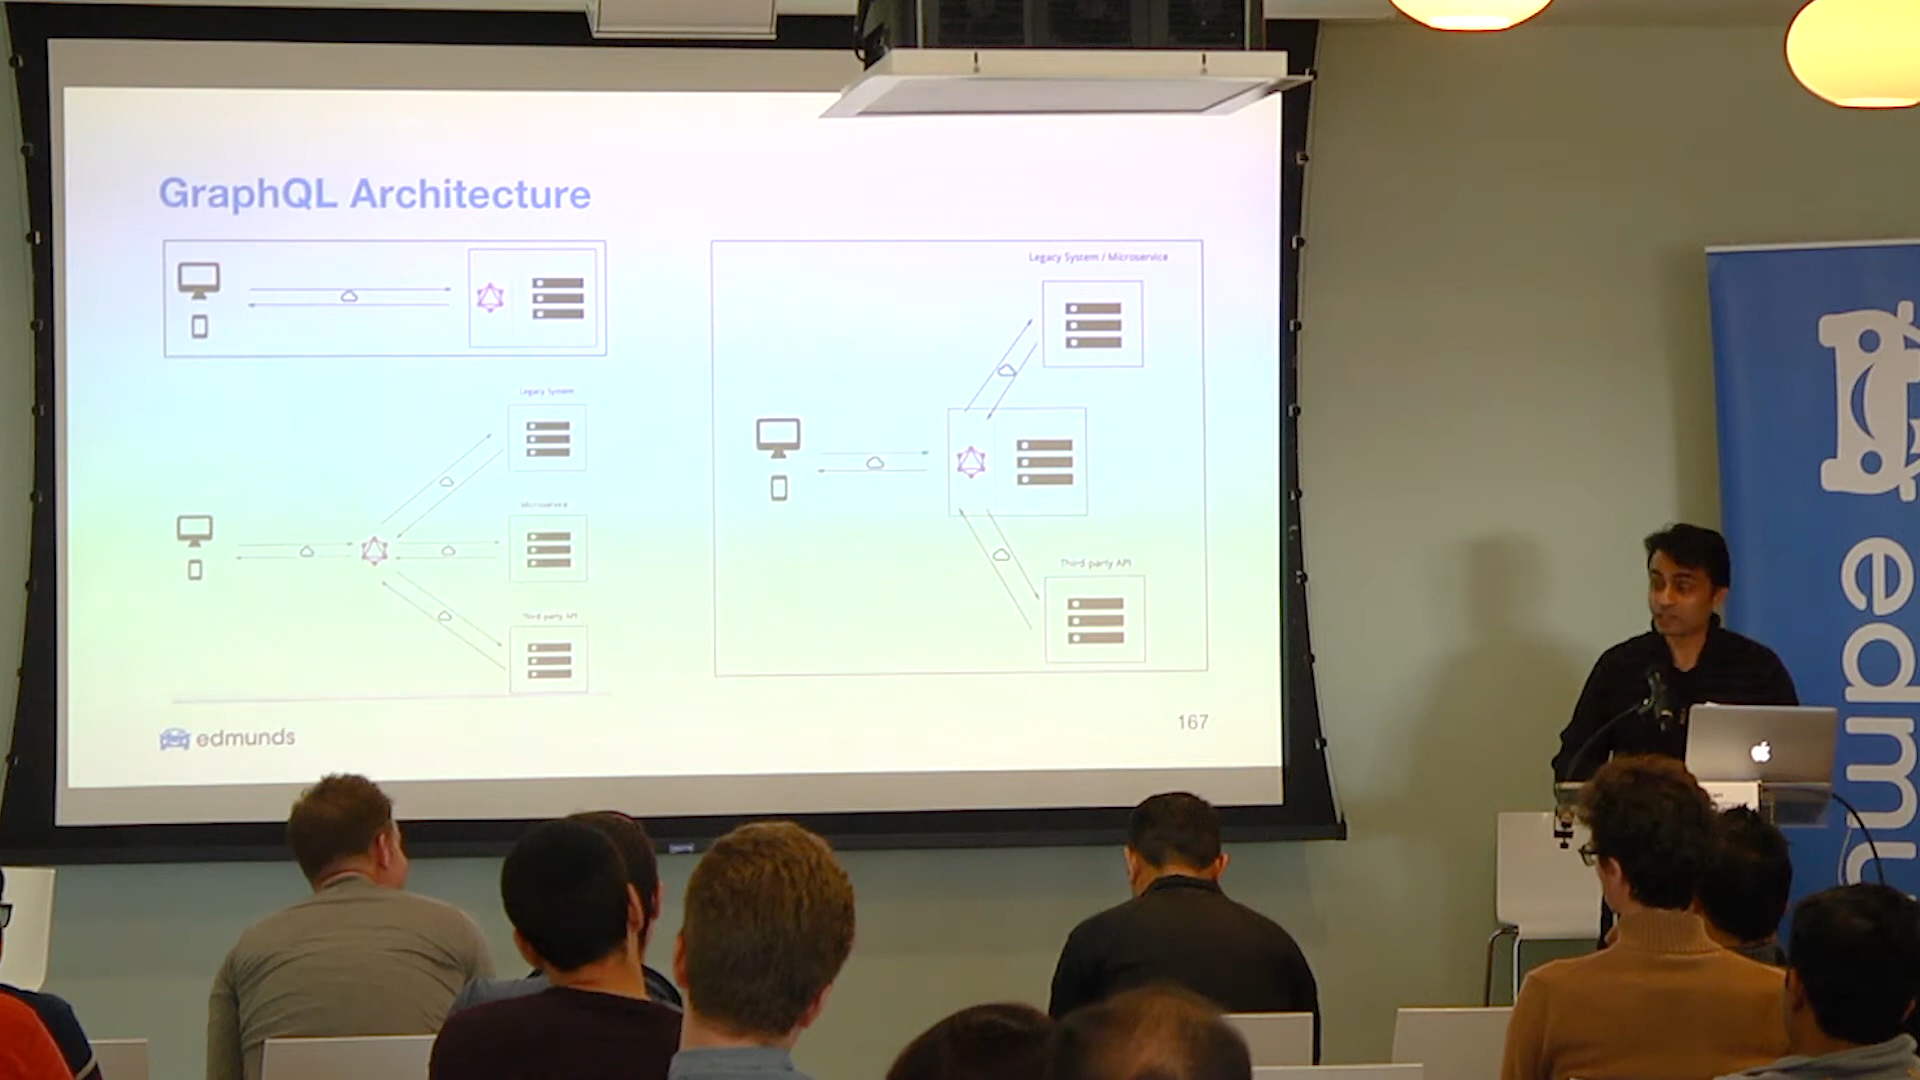 GraphQL Architecture
Legacy System
Microservice
Third party API
Legacy System / Microservice
Third party API
edmunds
167
edmu